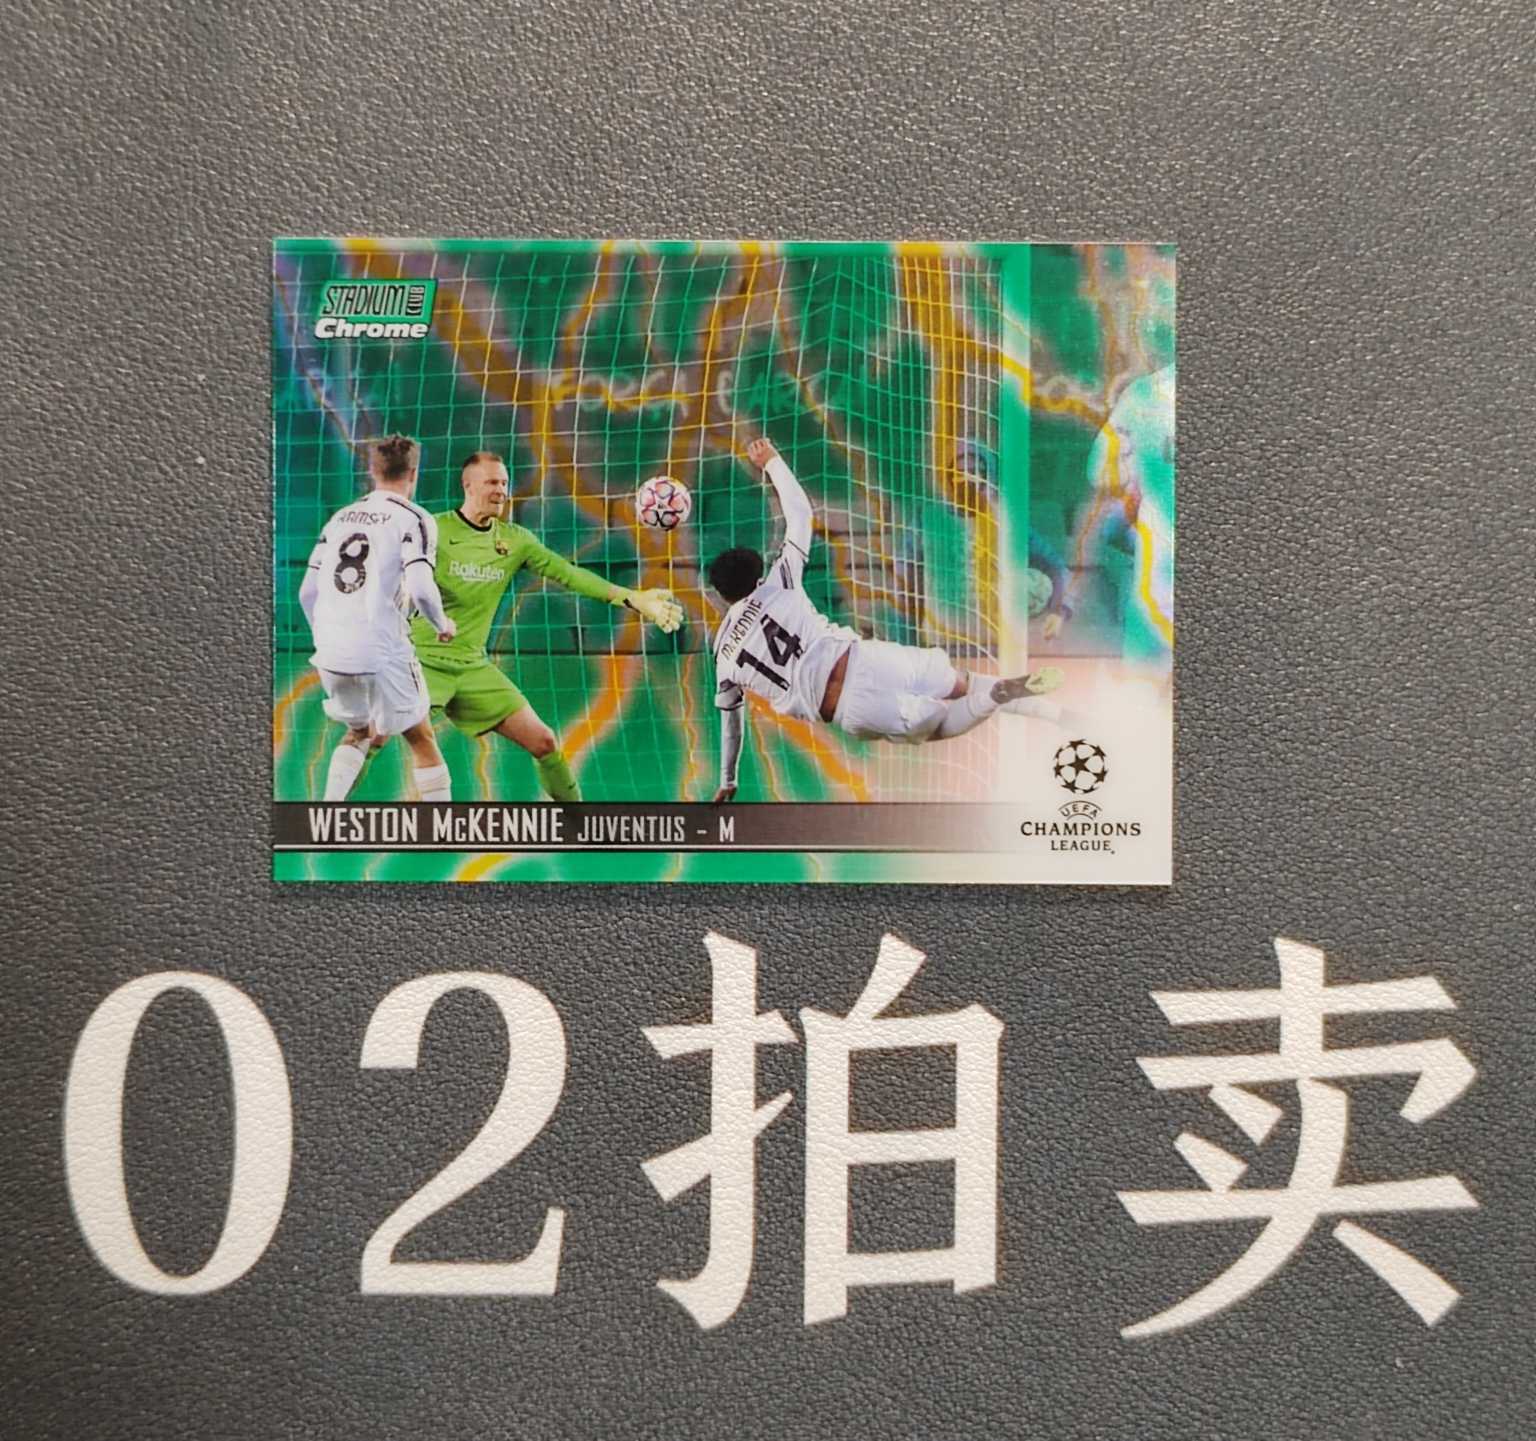 STADIUM CLUB
Chrome
RAMSEY
8
Rakuten
McKENNIE
14
WESTON McKENNIE JUVENTUS - M
UEFA
CHAMPIONS
LEAGUE
02拍卖